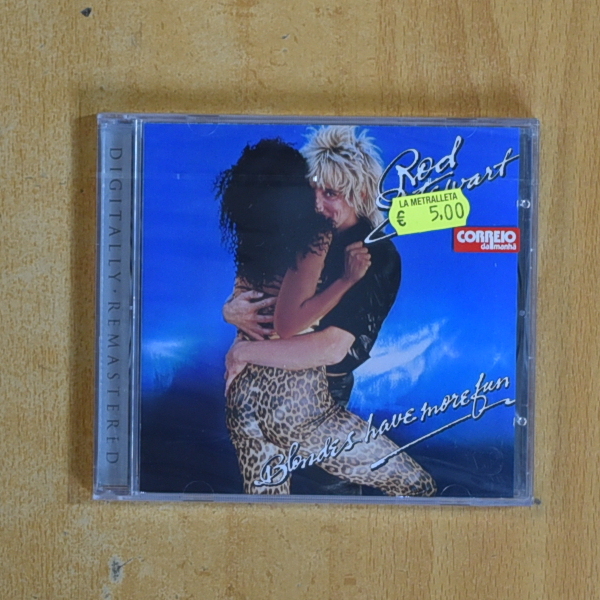 DIGITALLY · REMASTERED
Rod
Stewart
LA METRALLETA
€ 5,00
CORREIO
da manhã
Blondes have more fun